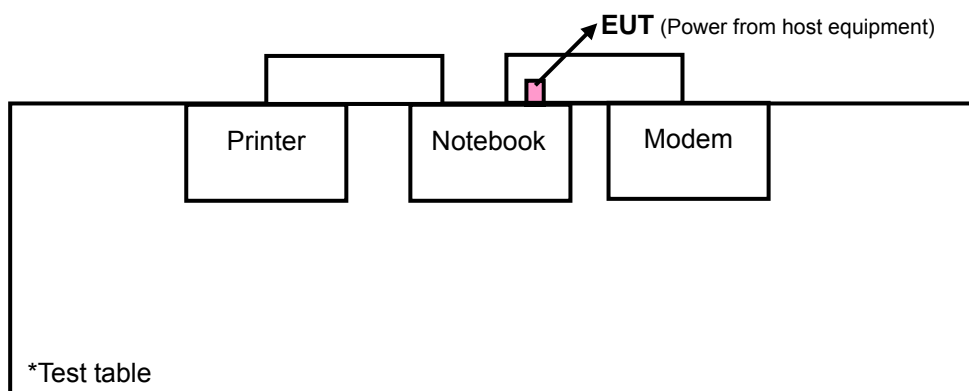 EUT (Power from host equipment)
Printer
Notebook
Modem
*Test table